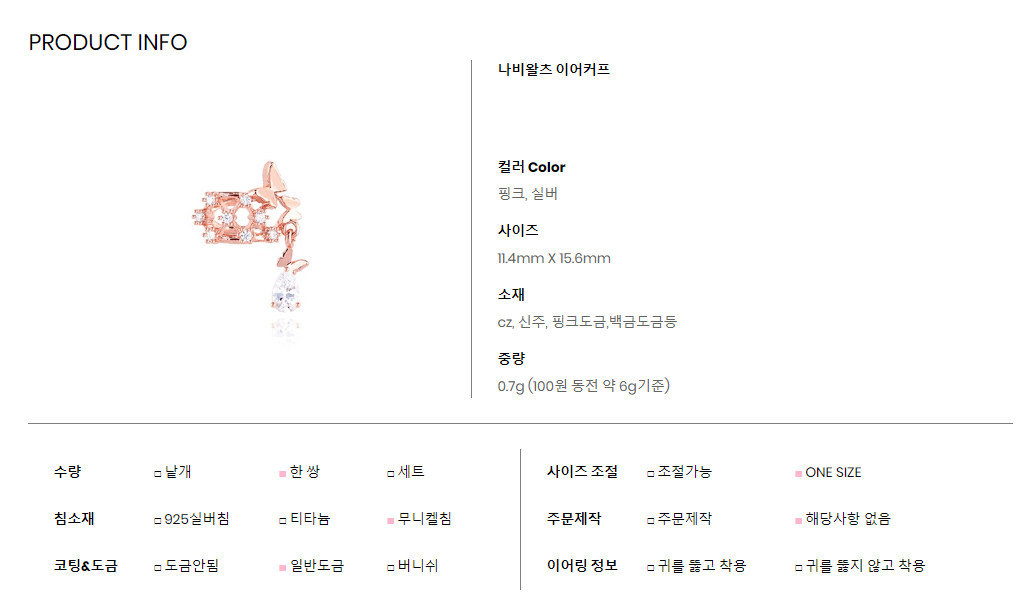 PRODUCT INFO
나비왈츠 이어커프
컬러 Color
핑크, 실버
사이즈
11.4mm X 15.6mm
소재
cz, 신주, 핑크도금,백금도금등
중량
0.7g (100원 동전 약 6g기준)
수량 □ 낱개 ■ 한 쌍 □ 세트
침소재 □ 925실버침 □ 티타늄 ■ 무니켈침
코팅&도금 □ 도금안됨 ■ 일반도금 □ 버니쉬
사이즈 조절 □ 조절가능 ■ ONE SIZE
주문제작 □ 주문제작 ■ 해당사항 없음
이어링 정보 □ 귀를 뚫고 착용 □ 귀를 뚫지 않고 착용